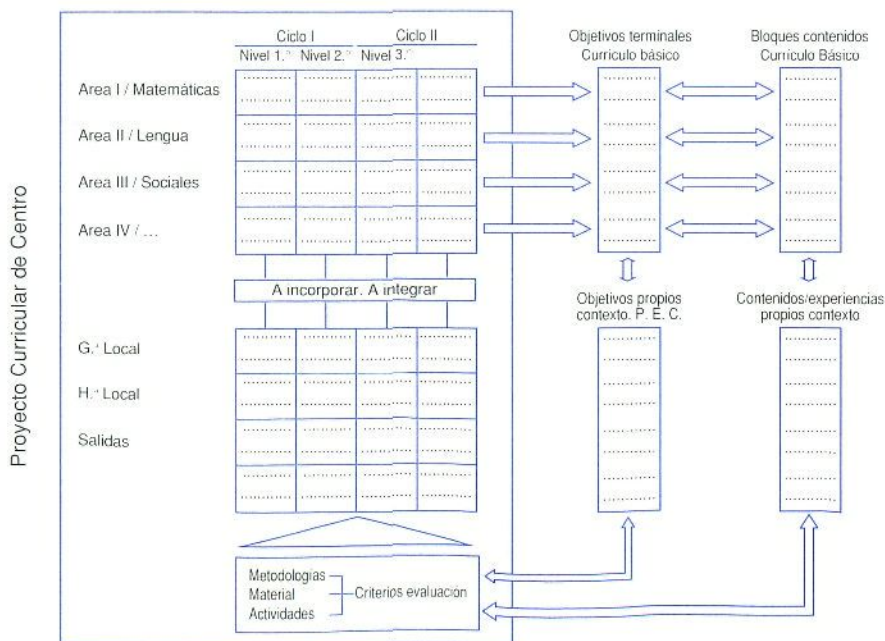 Proyecto Curricular de Centro
Ciclo I
Ciclo II
Nivel 1.º
Nivel 2.º
Nivel 3.º
Objetivos terminales
Currículo básico
Bloques contenidos
Currículo Básico
Area I / Matemáticas
Area II / Lengua
Area III / Sociales
Area IV / ...
A incorporar. A integrar
Objetivos propios
contexto. P. E. C.
Contenidos/experiencias
propios contexto
G.ª Local
H.ª Local
Salidas
Metodologías
Material
Actividades
Criterios evaluación